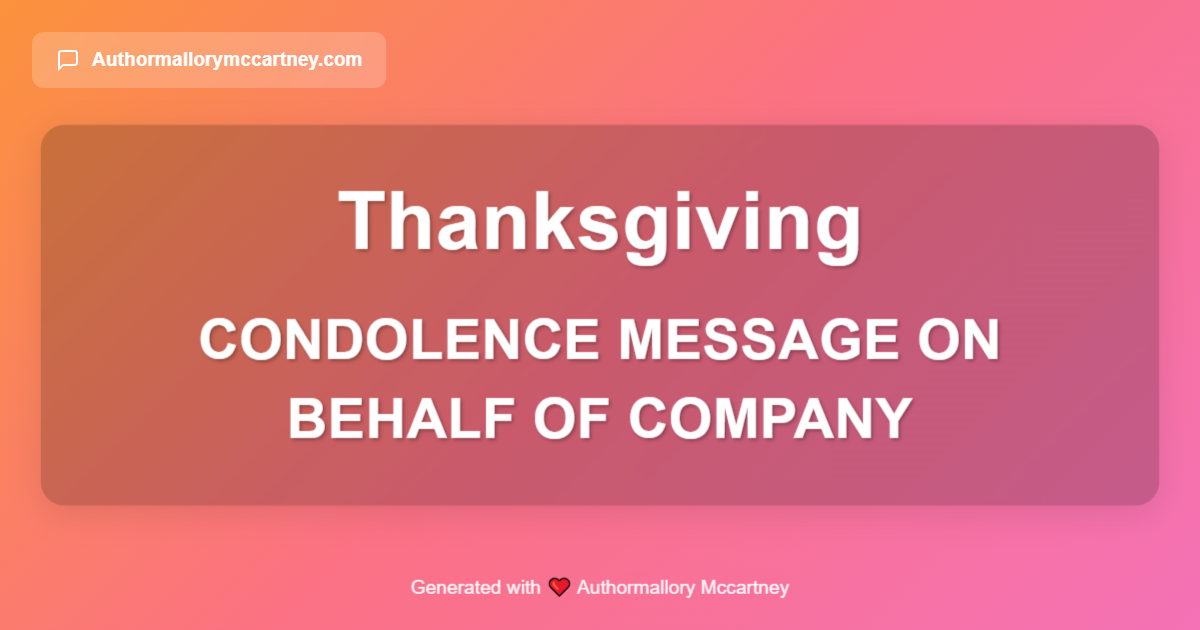 Authormallorymccartney.com
Thanksgiving
CONDOLENCE MESSAGE ON
BEHALF OF COMPANY
Generated with ❤️ Authormallory Mccartney